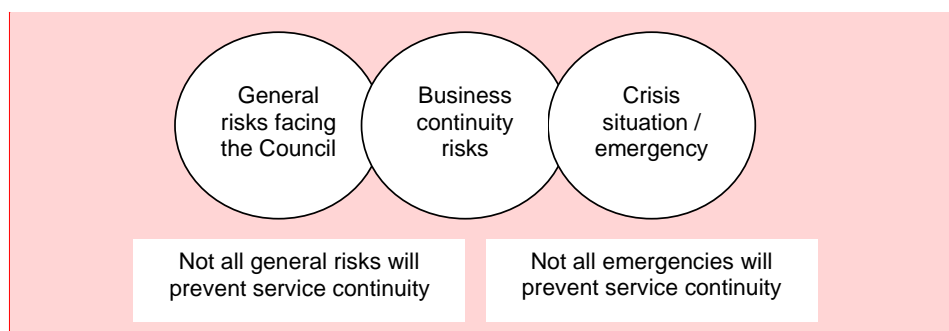 General
risks facing
the Council
Business
continuity
risks
Crisis
situation /
emergency
Not all general risks will
prevent service continuity
Not all emergencies will
prevent service continuity